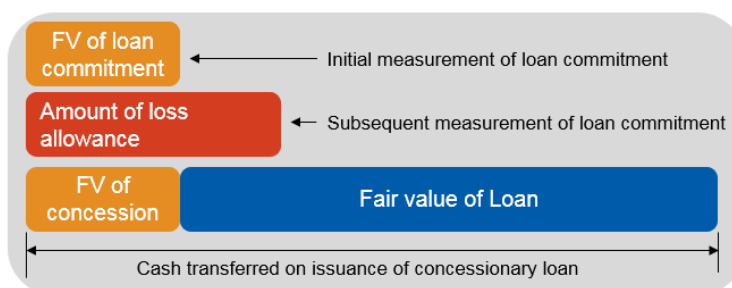 FV of loan
commitment
Initial measurement of loan commitment
Amount of loss
allowance
Subsequent measurement of loan commitment
FV of
concession
Fair value of Loan
Cash transferred on issuance of concessionary loan